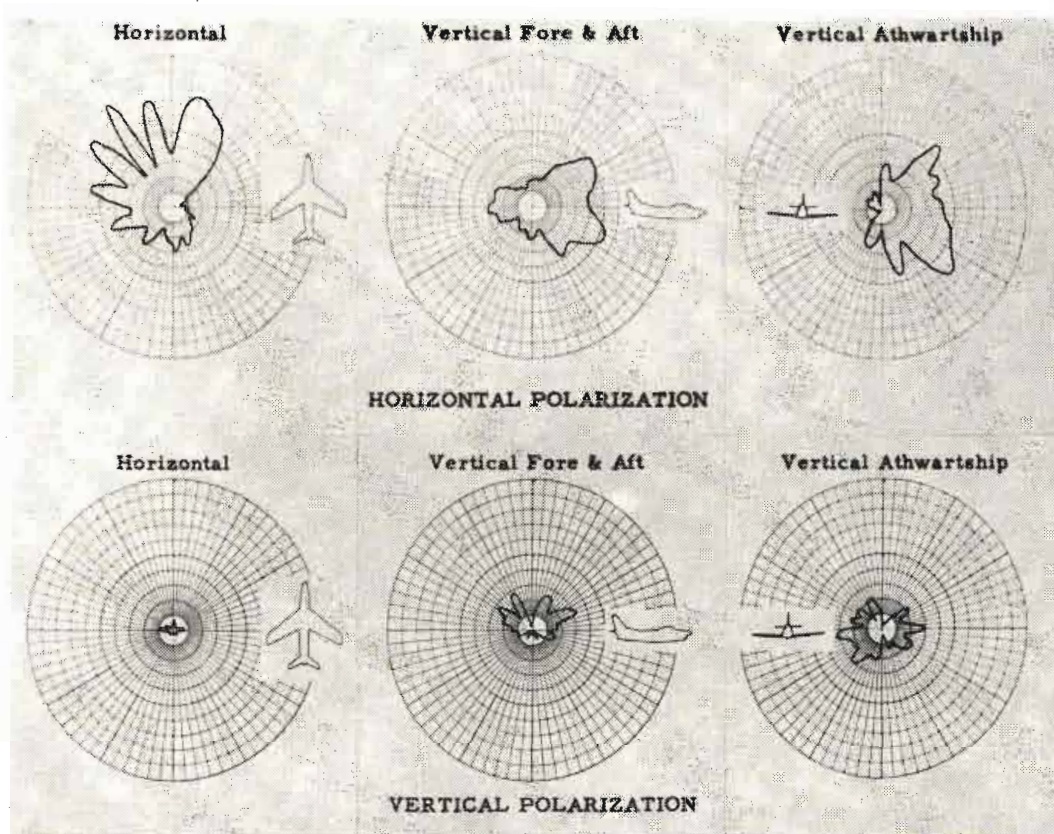 Horizontal
Vertical Fore & Aft
Vertical Athwartship
HORIZONTAL POLARIZATION
Horizontal
Vertical Fore & Aft
Vertical Athwartship
VERTICAL POLARIZATION